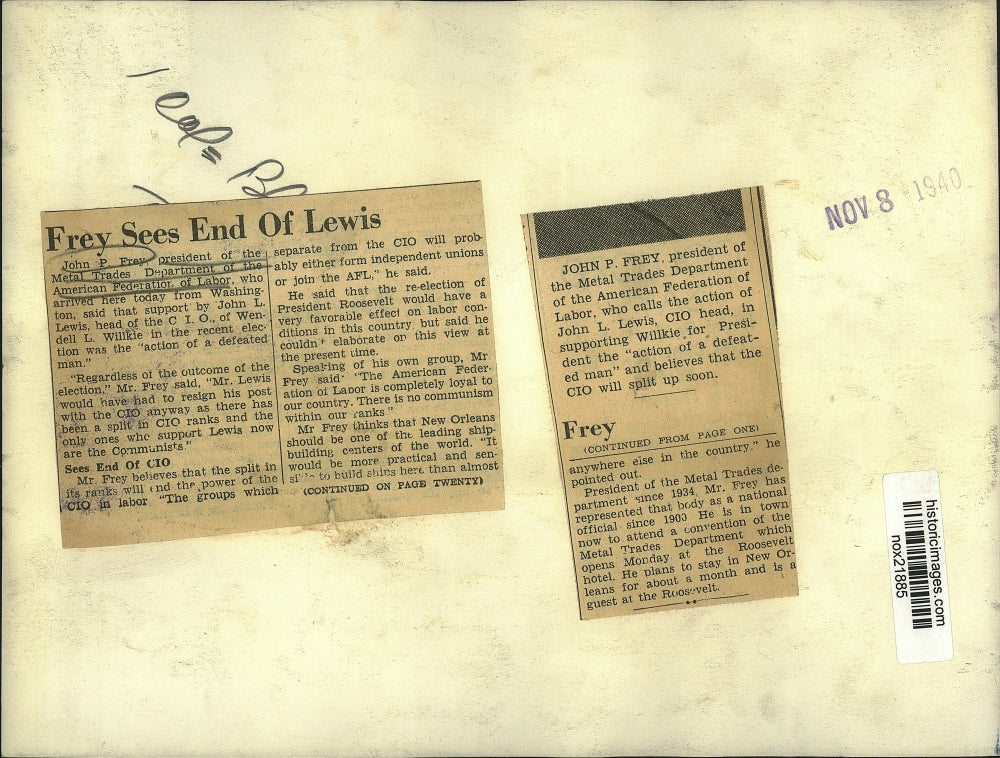 Frey Sees End Of Lewis
John P. Frey, president of the
Metal Trades Department of the
American Federation of Labor, who
arrived here today from Washing-
ton, said that support by John L.
Lewis, head of the C I. O., of Wen-
dell L. Willkie in the recent elec-
tion was the "action of a defeated
man."
"Regardless of the outcome of the
election," Mr. Frey said, "Mr. Lewis
would have had to resign his post
with the CIO anyway as there has
been a split in CIO ranks and the
only ones who support Lewis now
are the Communists."
Sees End Of CIO
Mr. Frey believes that the split in
its ranks will end the power of the
CIO in labor "The groups which
separate from the CIO will prob-
ably either form independent unions
or join the AFL," he said.
He said that the re-election of
President Roosevelt would have a
very favorable effect on labor con-
ditions in this country but said he
couldn't elaborate on this view at
the present time.
Speaking of his own group, Mr
Frey said "The American Feder-
ation of Labor is completely loyal to
our country. There is no communism
within our ranks"
Mr Frey thinks that New Orleans
should be one of the leading ship-
building centers of the world. "It
would be more practical and sen-
sible to build ships here than almost
(CONTINUED ON PAGE TWENTY)
JOHN P. FREY, president of
the Metal Trades Department
of the American Federation of
Labor, who calls the action of
John L. Lewis, CIO head, in
supporting Willkie for Presi-
dent the "action of a defeat-
ed man" and believes that the
CIO will split up soon.
Frey
(CONTINUED FROM PAGE ONE)
anywhere else in the country." he
pointed out.
President of the Metal Trades de-
partment since 1934, Mr. Frey has
represented that body as a national
official since 1900 He is in town
now to attend a convention of the
Metal Trades Department which
opens Monday at the Roosevelt
hotel. He plans to stay in New Or-
leans for about a month and is a
guest at the Roosevelt.
NOV 8 1940
historicimages.com
nox21885